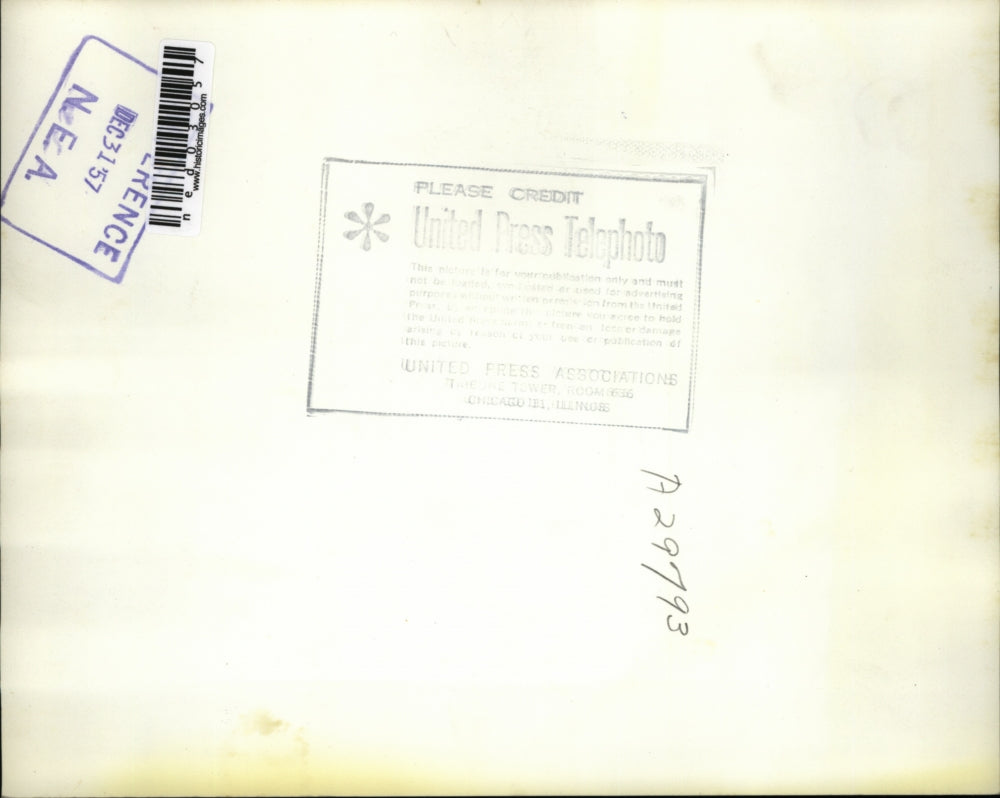 N.E.A.
DEC 31 '57
ERENCE
ned03057
www.historicimages.com
PLEASE CREDIT
United Press Telephoto
This picture is for your publication only and must
not be loaned, syndicated or used for advertising
purposes without written permission from the United
Press. By accepting this picture you agree to hold
the United Press harmless from any loss or damage
arising by reason of your use or publication of
this picture.
UNITED PRESS ASSOCIATIONS
TRIBUNE TOWER, ROOM 656
CHICAGO 11, ILLINOIS
A29793